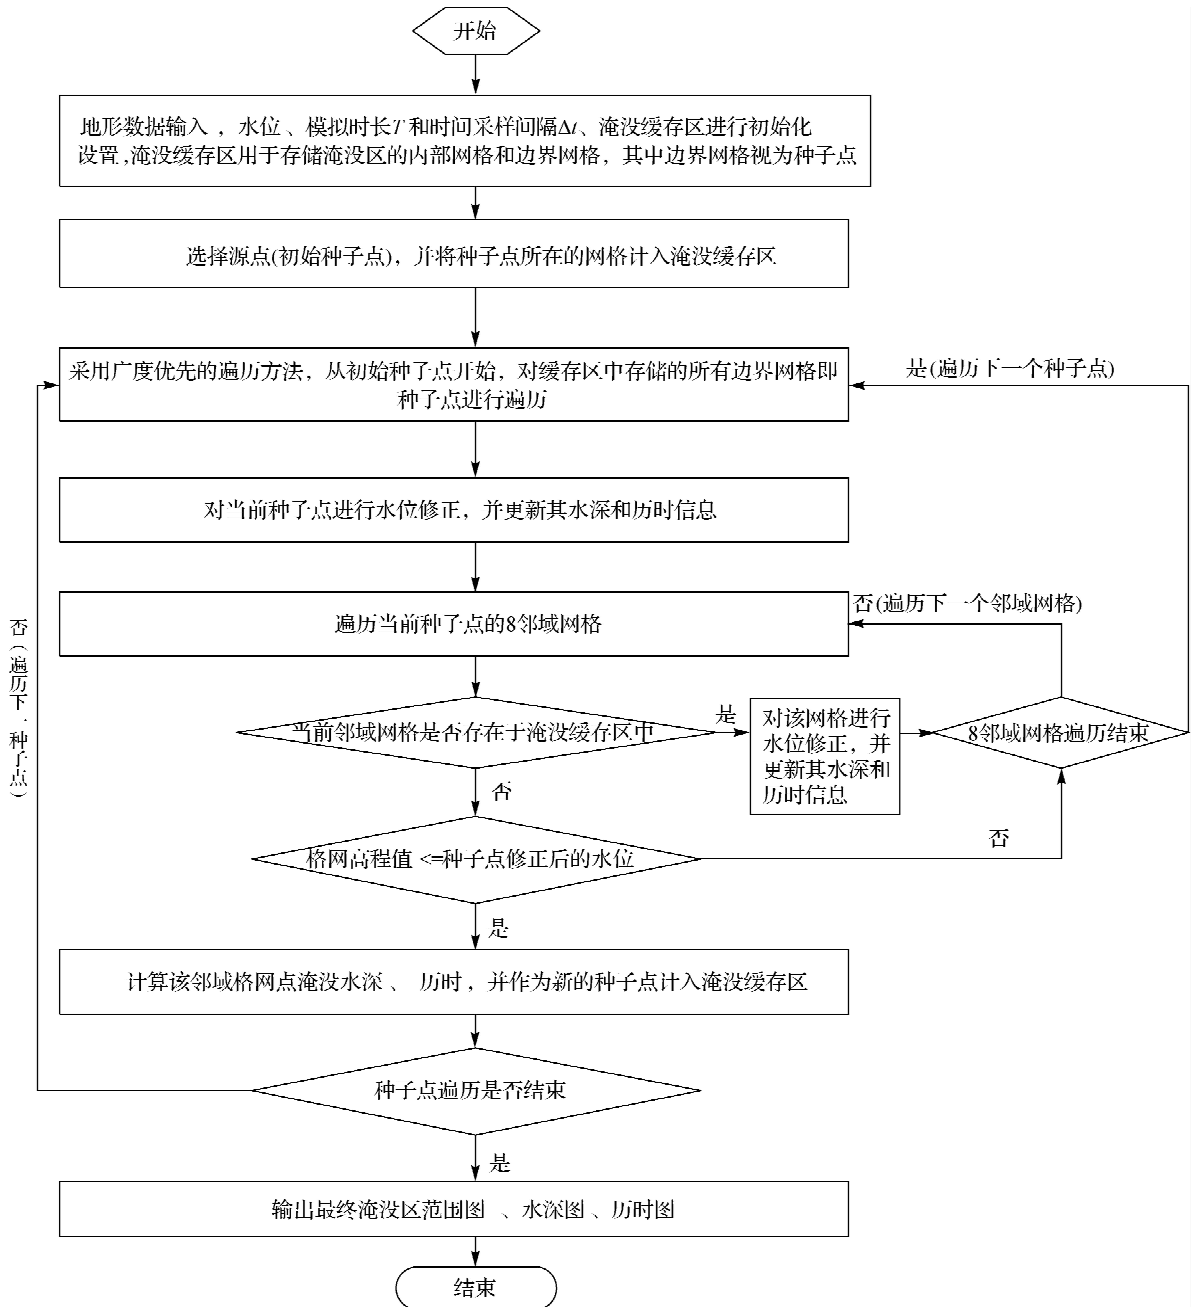 开始
地形数据输入，水位、模拟时长T和时间采样间隔Δt、淹没缓存区进行初始化
设置,淹没缓存区用于存储淹没区的内部网格和边界网格，其中边界网格视为种子点
选择源点(初始种子点)，并将种子点所在的网格计入淹没缓存区
采用广度优先的遍历方法，从初始种子点开始，对缓存区中存储的所有边界网格即
种子点进行遍历
是(遍历下一个种子点)
对当前种子点进行水位修正，并更新其水深和历时信息
遍历当前种子点的8邻域网格
否(遍历下一个邻域网格)
否(遍历下一种子点)
当前邻域网格是否存在于淹没缓存区中
是
对该网格进行
水位修正，并
更新其水深和
历时信息
8邻域网格遍历结束
否
格网高程值<=种子点修正后的水位
否
是
计算该邻域格网点淹没水深、历时，并作为新的种子点计入淹没缓存区
种子点遍历是否结束
是
输出最终淹没区范围图、水深图、历时图
结束